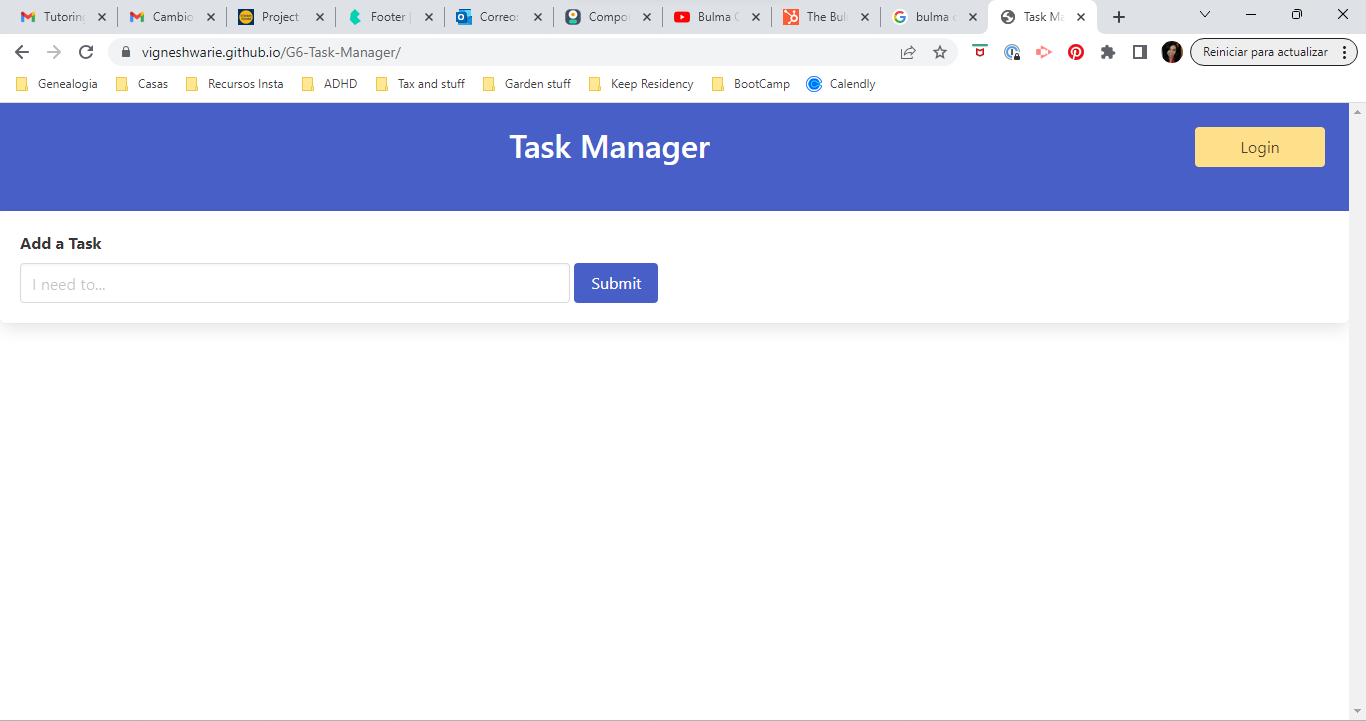 Tutoring Cambio Project Footer Correo: Compo Bulma The Bul bulma Task Ma
vigneshwarie.github.io/G6-Task-Manager/ Reiniciar para actualizar
Genealogia Casas Recursos Insta ADHD Tax and stuff Garden stuff Keep Residency BootCamp Calendly
Task Manager Login
Add a Task
I need to... Submit